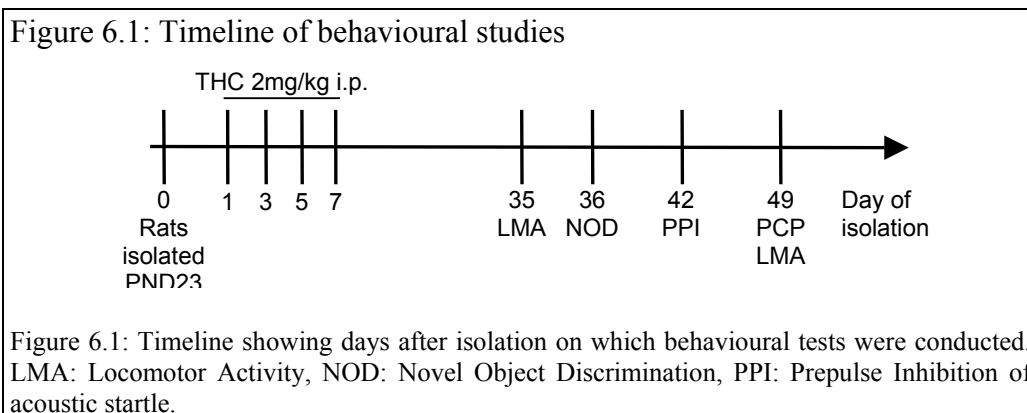 Figure 6.1: Timeline of behavioural studies
THC 2mg/kg i.p.
0 1 3 5 7 35 36 42 49 Day of
Rats LMA NOD PPI PCP isolation
isolated LMA
PND23
Figure 6.1: Timeline showing days after isolation on which behavioural tests were conducted.
LMA: Locomotor Activity, NOD: Novel Object Discrimination, PPI: Prepulse Inhibition of
acoustic startle.